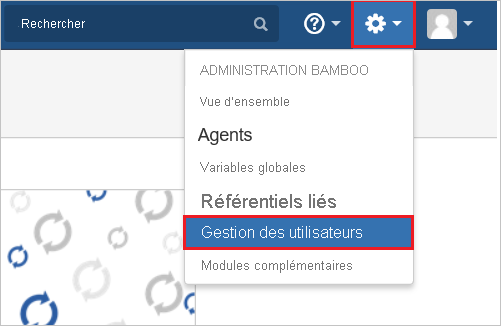 Rechercher
ADMINISTRATION BAMBOO
Vue d'ensemble
Agents
Variables globales
Référentiels liés
Gestion des utilisateurs
Modules complémentaires